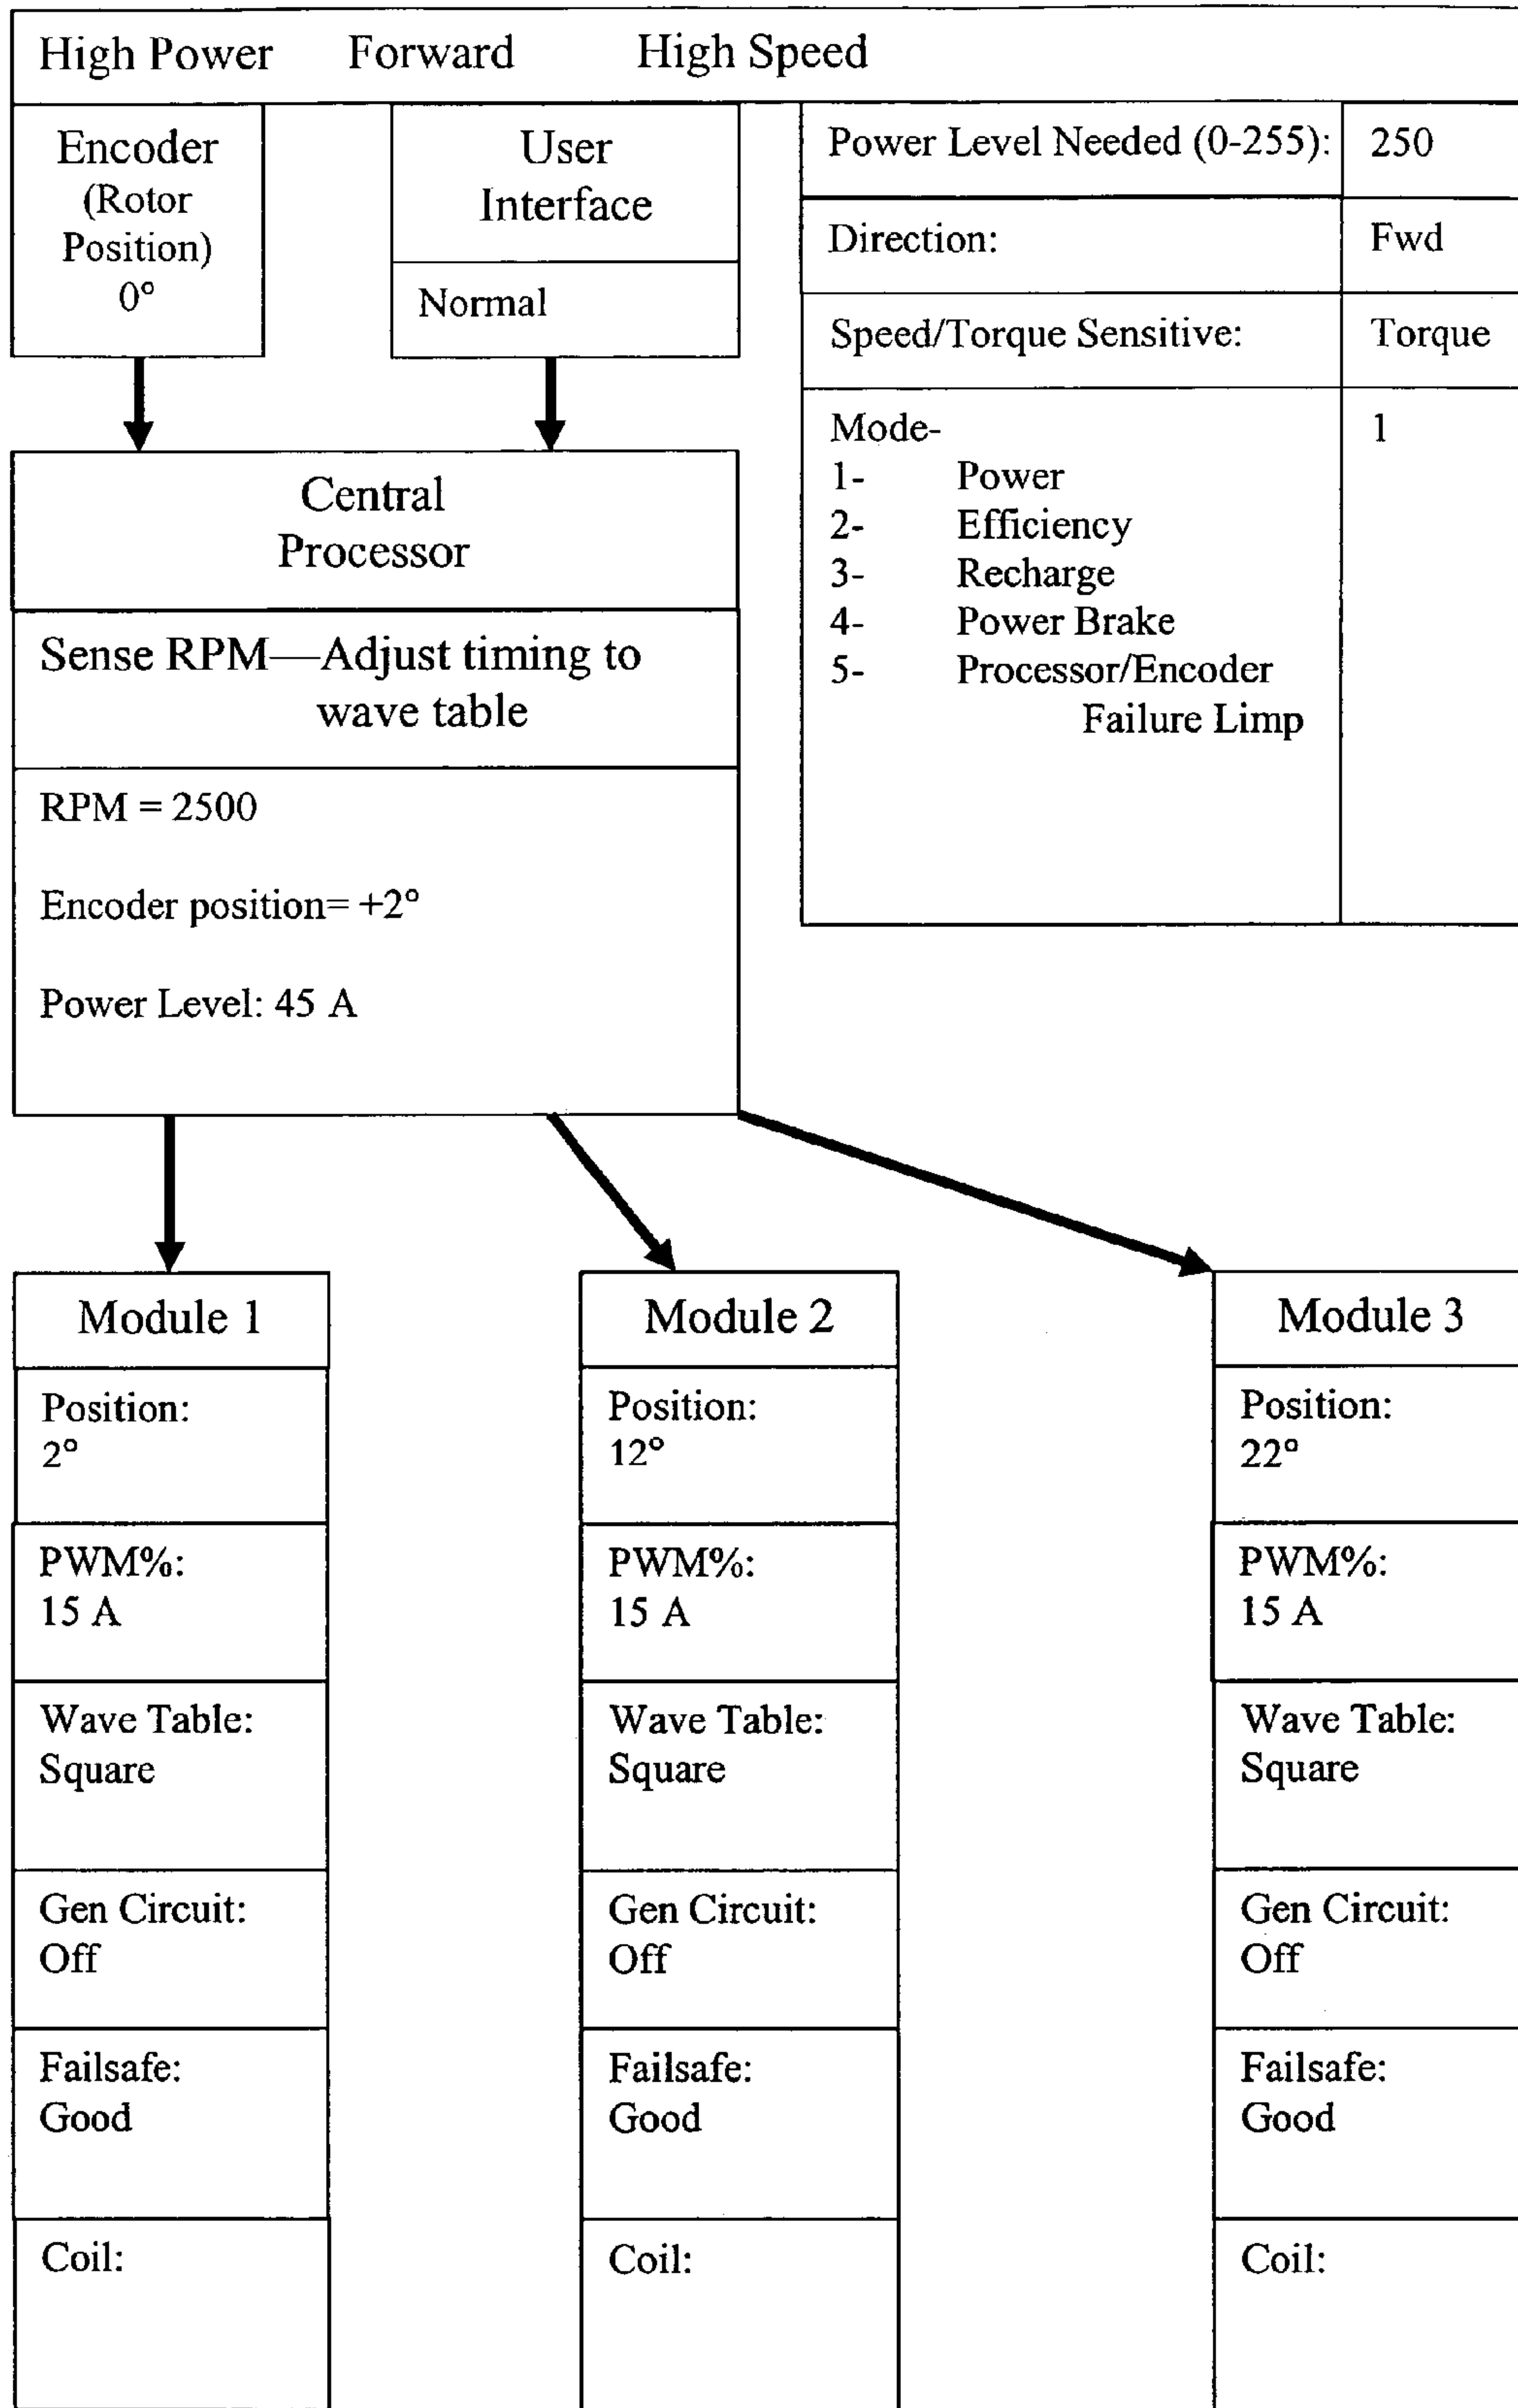 High Power Forward High Speed
Encoder
(Rotor
Position)
0°
User
Interface
Normal
Power Level Needed (0-255): 250
Direction: Fwd
Speed/Torque Sensitive: Torque
Mode- 1
1- Power
2- Efficiency
3- Recharge
4- Power Brake
5- Processor/Encoder
Failure Limp
Central
Processor
Sense RPM—Adjust timing to
wave table
RPM = 2500
Encoder position= +2°
Power Level: 45 A
Module 1
Position:
2°
PWM%:
15 A
Wave Table:
Square
Gen Circuit:
Off
Failsafe:
Good
Coil:
Module 2
Position:
12°
PWM%:
15 A
Wave Table:
Square
Gen Circuit:
Off
Failsafe:
Good
Coil:
Module 3
Position:
22°
PWM%:
15 A
Wave Table:
Square
Gen Circuit:
Off
Failsafe:
Good
Coil: